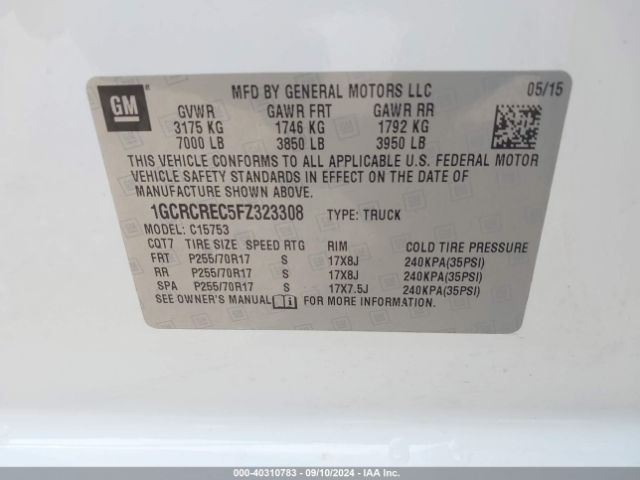 GM
MFD BY GENERAL MOTORS LLC 05/15
GVWR GAWR FRT GAWR RR
3175 KG 1746 KG 1792 KG
7000 LB 3850 LB 3950 LB
THIS VEHICLE CONFORMS TO ALL APPLICABLE U.S. FEDERAL MOTOR
VEHICLE SAFETY STANDARDS IN EFFECT ON THE DATE OF
MANUFACTURE SHOWN ABOVE.
1GCRCREC5FZ323308 TYPE: TRUCK
MODEL: C15753
CQT7 TIRE SIZE SPEED RTG RIM COLD TIRE PRESSURE
FRT P255/70R17 S 17X8J 240KPA(35PSI)
RR P255/70R17 S 17X8J 240KPA(35PSI)
SPA P255/70R17 S 17X7.5J 240KPA(35PSI)
SEE OWNER'S MANUAL FOR MORE INFORMATION.
STOCK #: 40310783 - 09/10/2024 - IAAI.COM